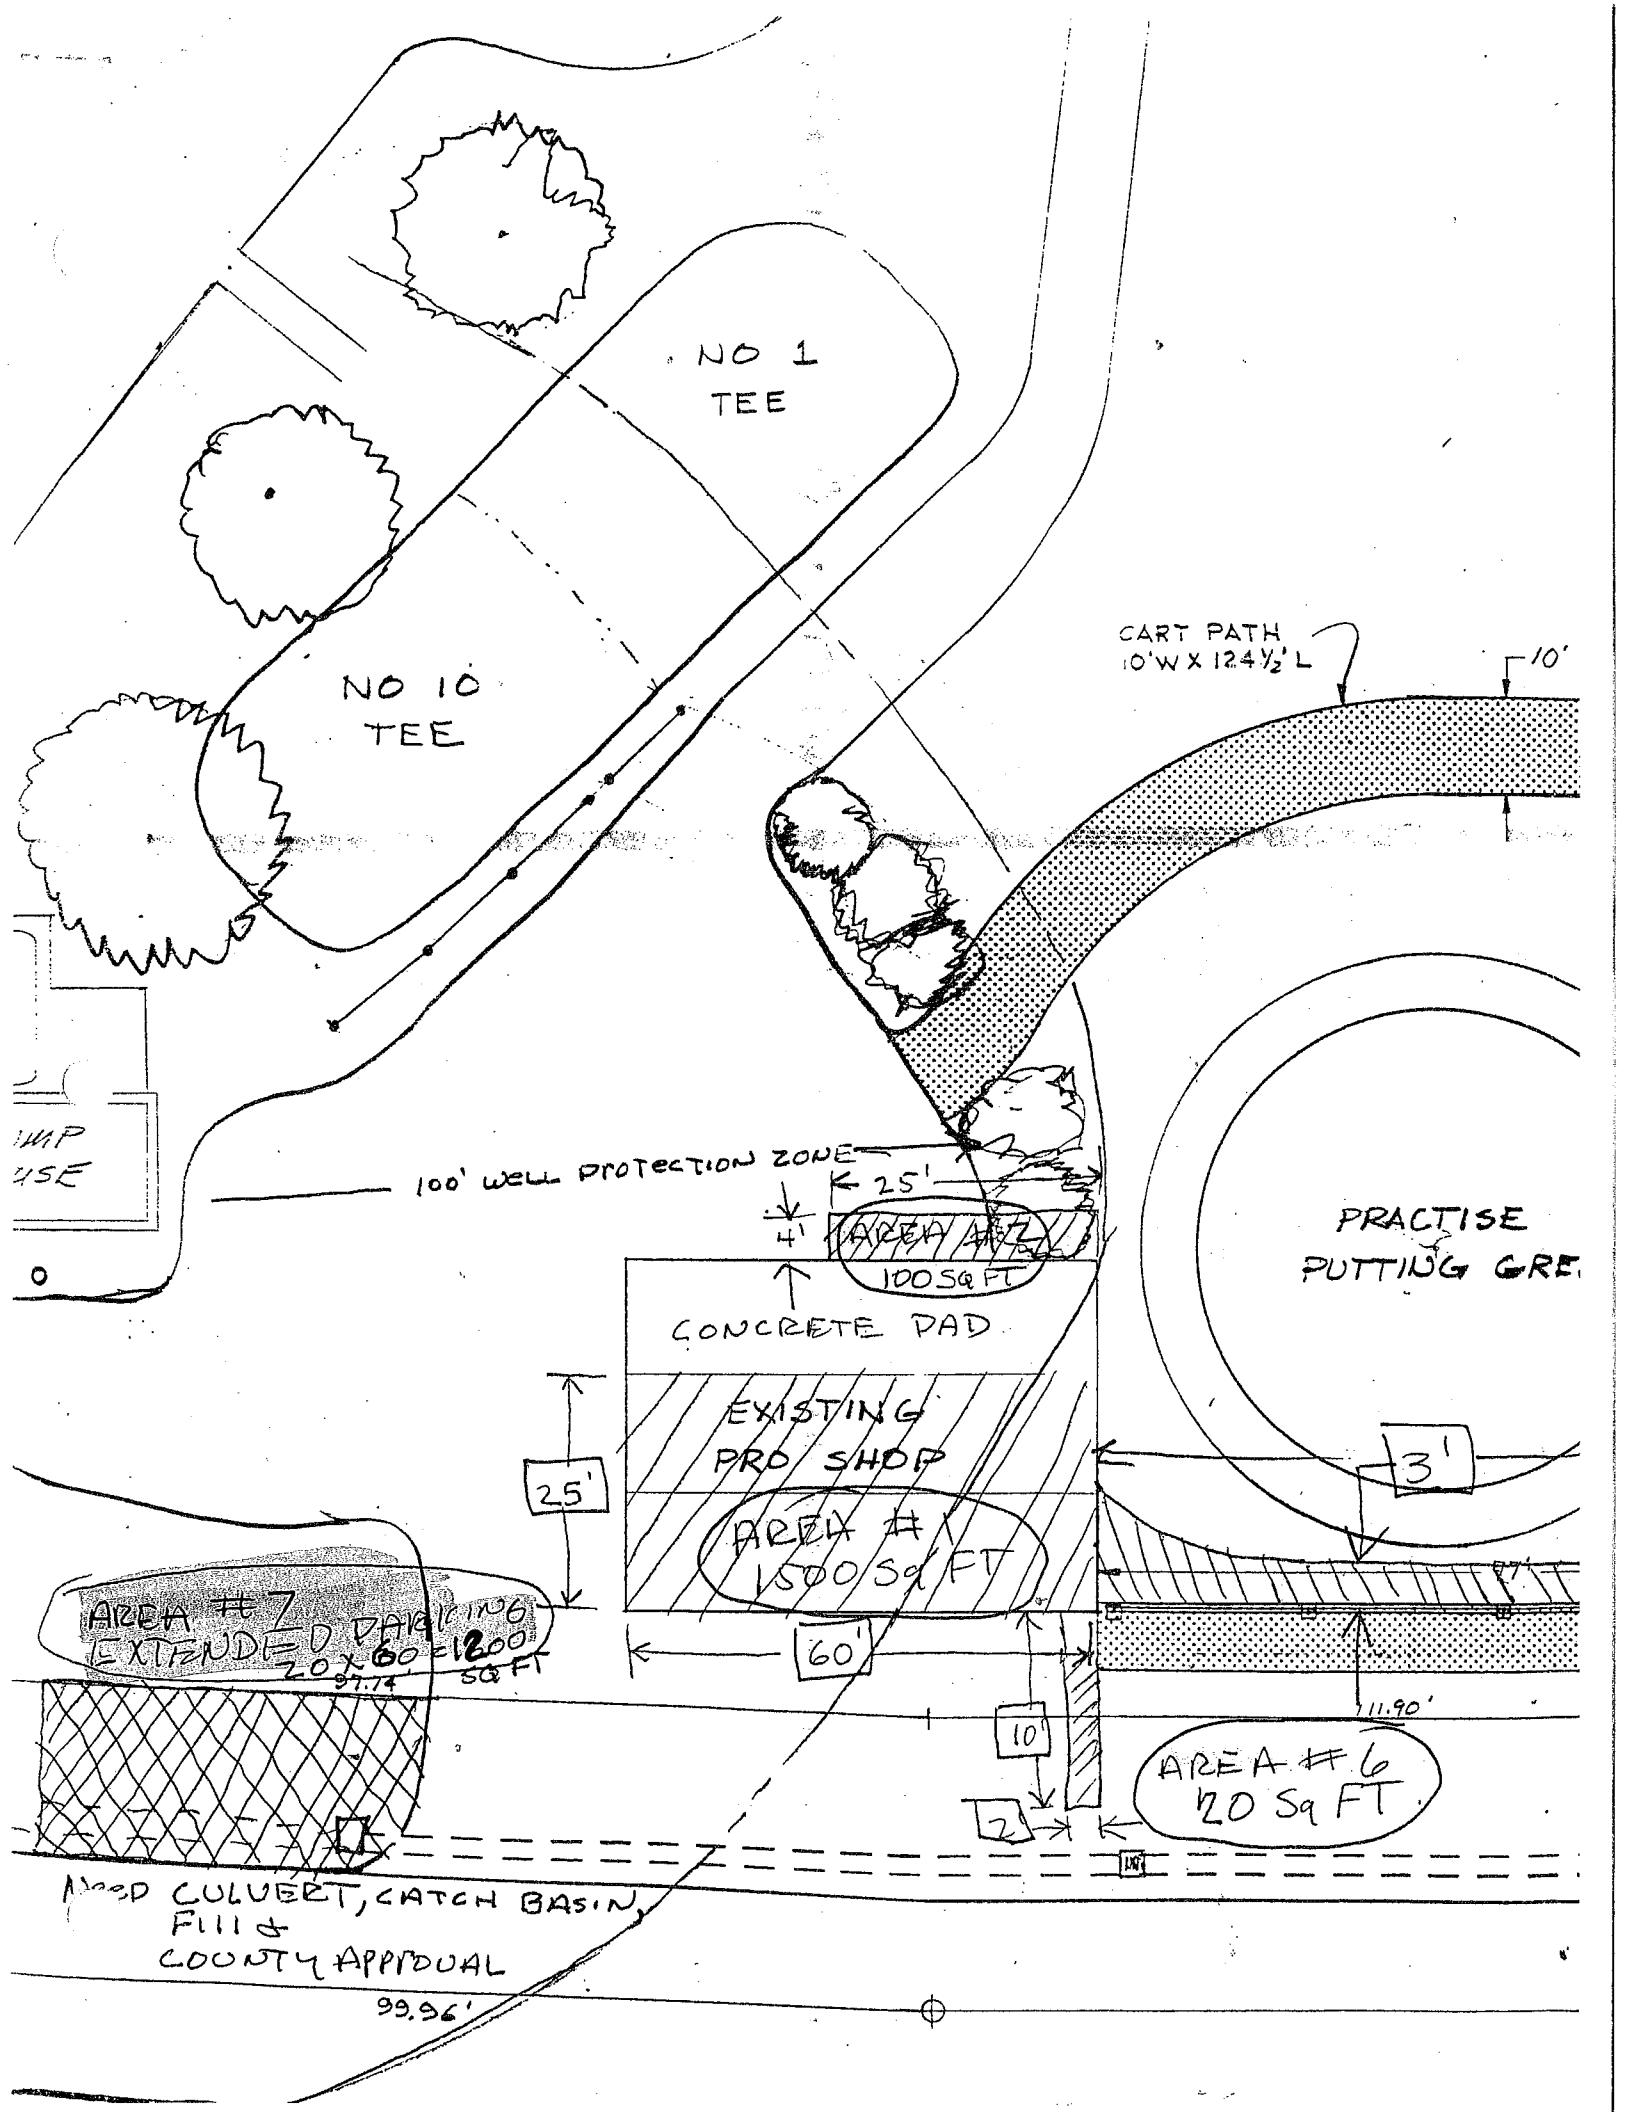 NO 1
TEE
CART PATH
10'W X 124½' L
10'
NO 10
TEE
100' WELL PROTECTION ZONE
25'
4'
AREA #2
100 SQ FT
PRACTISE
PUTTING GRE
CONCRETE PAD
EXISTING
PRO SHOP
3'
25'
AREA # 1
1500 Sq FT
AREA # 7
EXTENDED PARKING
20 x 60 = 1200
SQ FT
97.74'
60'
11.90'
10'
AREA # 6
20 Sq FT
2'
CULVERT, CATCH BASIN,
Fill &
COUNTY APPROVAL
99.96'